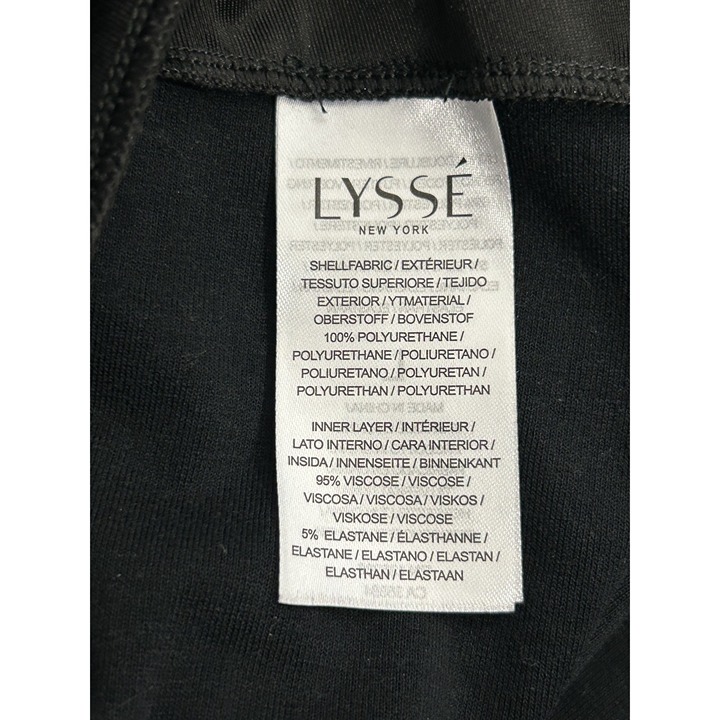 LYSSÉ
NEW YORK
SHELLFABRIC / EXTÉRIEUR /
TESSUTO SUPERIORE / TEJIDO
EXTERIOR / YTMATERIAL /
OBERSTOFF / BOVENSTOF
100% POLYURETHANE /
POLYURETHANE / POLIURETANO /
POLIURETANO / POLYURETAN /
POLYURETHAN / POLYURETHAN
INNER LAYER / INTÉRIEUR /
LATO INTERNO / CARA INTERIOR /
INSIDA / INNENSEITE / BINNENKANT
95% VISCOSE / VISCOSE /
VISCOSA / VISCOSA / VISKOS /
VISKOSE / VISCOSE
5% ELASTANE / ÉLASTHANNE /
ELASTANE / ELASTANO / ELASTAN /
ELASTHAN / ELASTAAN